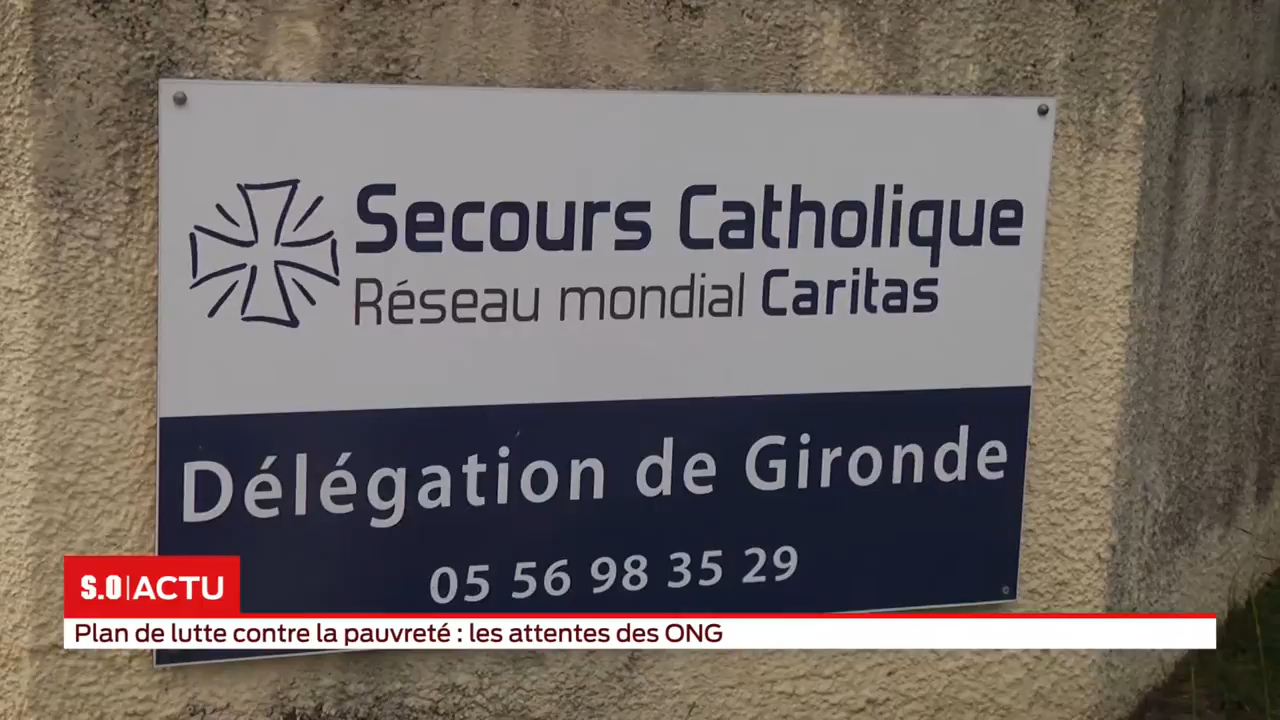 Secours Catholique
Réseau mondial Caritas
Délégation de Gironde
05 56 98 35 29
S.O|ACTU
Plan de lutte contre la pauvreté : les attentes des ONG